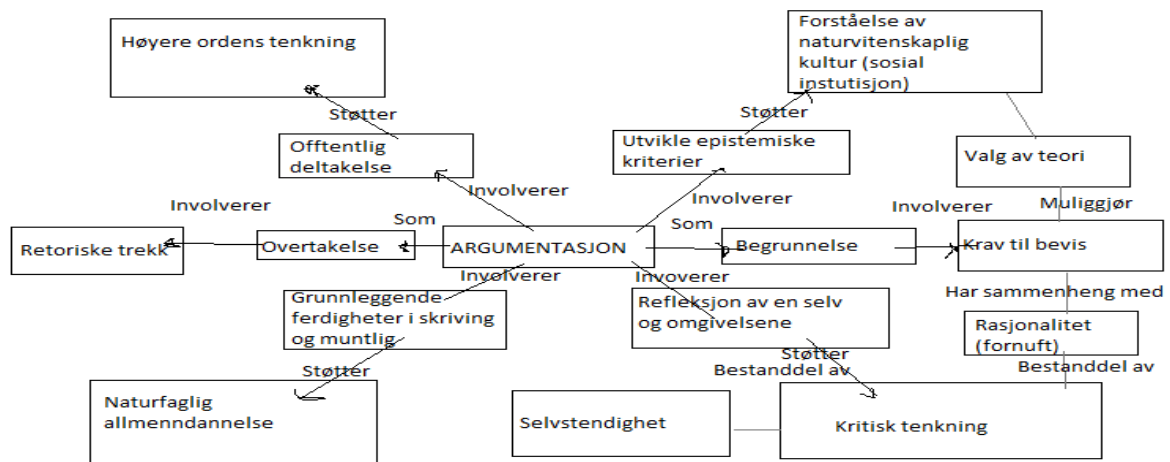 Høyere ordens tenkning
Forståelse av
naturvitenskaplig
kultur (sosial
instutisjon)
Støtter
Støtter
Offtentlig
deltakelse
Utvikle epistemiske
kriterier
Valg av teori
Involverer
Involverer
Involverer
Involverer
Muliggjør
Som
Som
Retoriske trekk
Overtakelse
ARGUMENTASJON
Begrunnelse
Krav til bevis
Involverer
Invoverer
Grunnleggende
ferdigheter i skriving
og muntlig
Refleksjon av en selv
og omgivelsene
Har sammenheng med
Rasjonalitet
(fornuft)
Støtter
Støtter
Bestanddel av
Bestanddel av
Naturfaglig
allmenndannelse
Selvstendighet
Kritisk tenkning